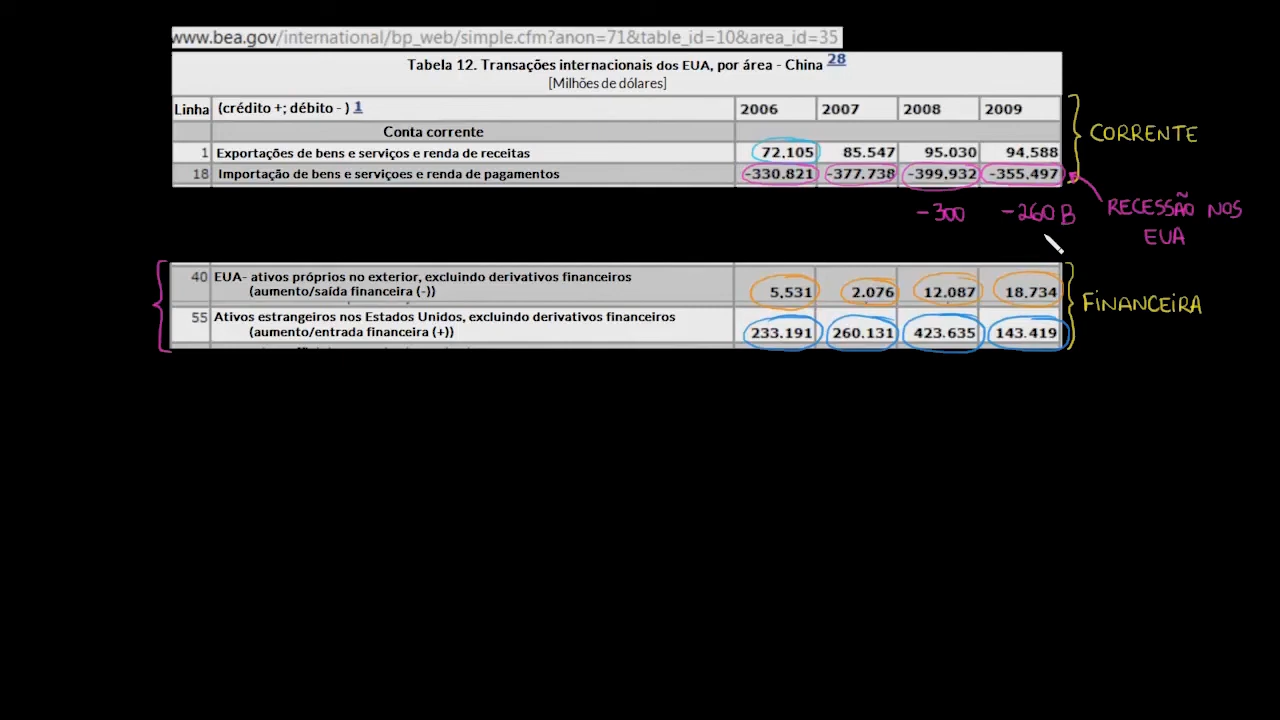 www.bea.gov/international/bp_web/simple.cfm?anon=71&table_id=10&area_id=35
Tabela 12. Transações internacionais dos EUA, por área - China 28
[Milhões de dólares]
Linha (crédito +; débito - ) 1 2006 2007 2008 2009
Conta corrente
1 Exportações de bens e serviços e renda de receitas 72,105 85.547 95.030 94,588
18 Importação de bens e serviçoes e renda de pagamentos -330.821 -377.738 -399,932 -355,497
CORRENTE
-300 -260 B
RECESSÃO NOS
EUA
40 EUA- ativos próprios no exterior, excluindo derivativos financeiros
(aumento/saída financeira (-)) 5,531 2.076 12,087 18,734
55 Ativos estrangeiros nos Estados Unidos, excluindo derivativos financeiros
(aumento/entrada financeira (+)) 233.191 260.131 423.635 143.419
FINANCEIRA